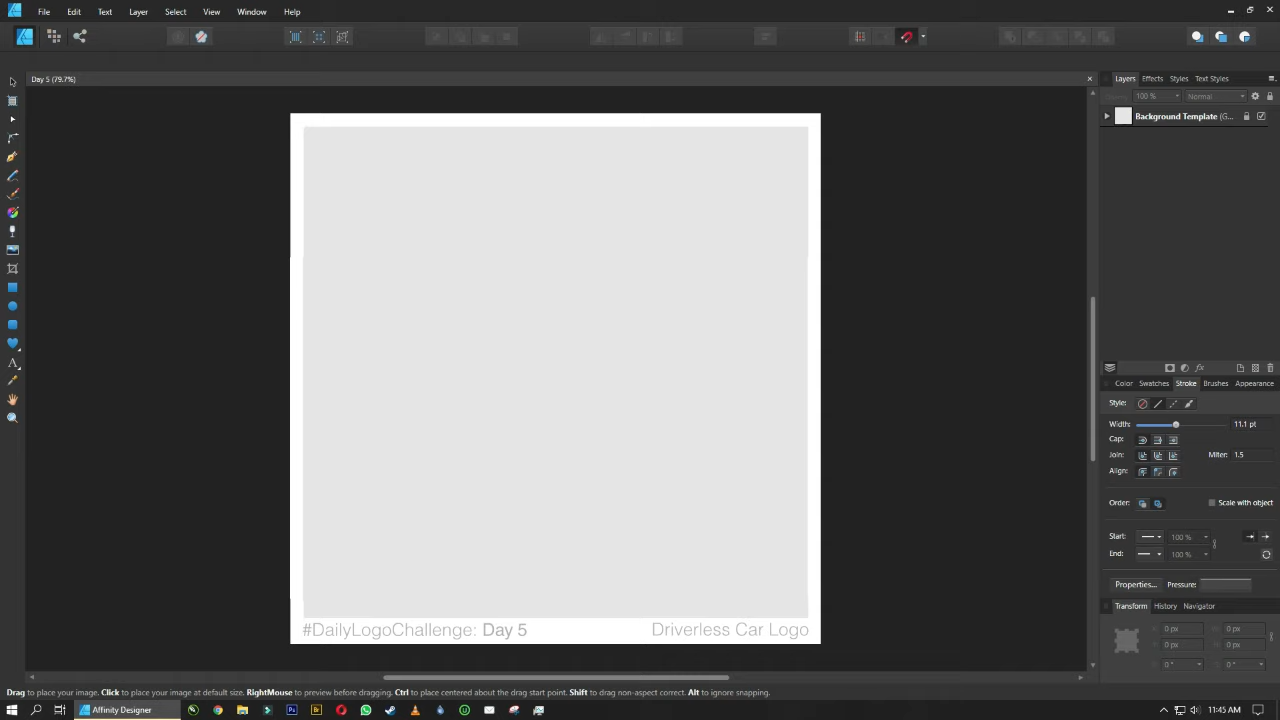 File Edit Text Layer Select View Window Help
Day 5 (79.7%)
Layers Effects Styles Text Styles
100 % Normal
Background Template (G...
Color Swatches Stroke Brushes Appearance
Style:
Width: 11.1 pt
Cap:
Join: Miter: 1.5
Align:
Order: Scale with object
Start: 100 %
End: 100 %
Properties... Pressure:
Transform History Navigator
0 px 0 px
0 px 0 px
0 ° 0 °
#DailyLogoChallenge: Day 5 Driverless Car Logo
Drag to place your image. Click to place your image at default size. RightMouse to preview before dragging. Ctrl to place centered about the drag start point. Shift to drag non-aspect correct. Alt to ignore snapping.
Affinity Designer
Ps
Br
11:45 AM